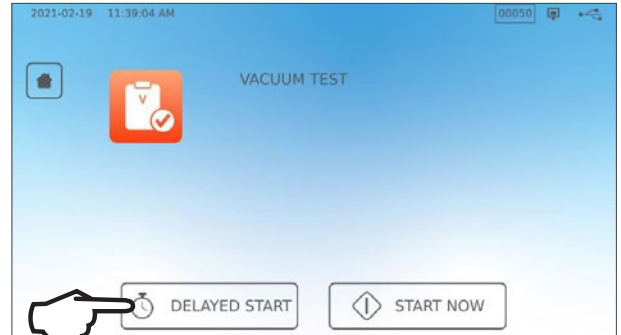 2021-02-19 11:39:04 AM 00050
VACUUM TEST
V
DELAYED START START NOW